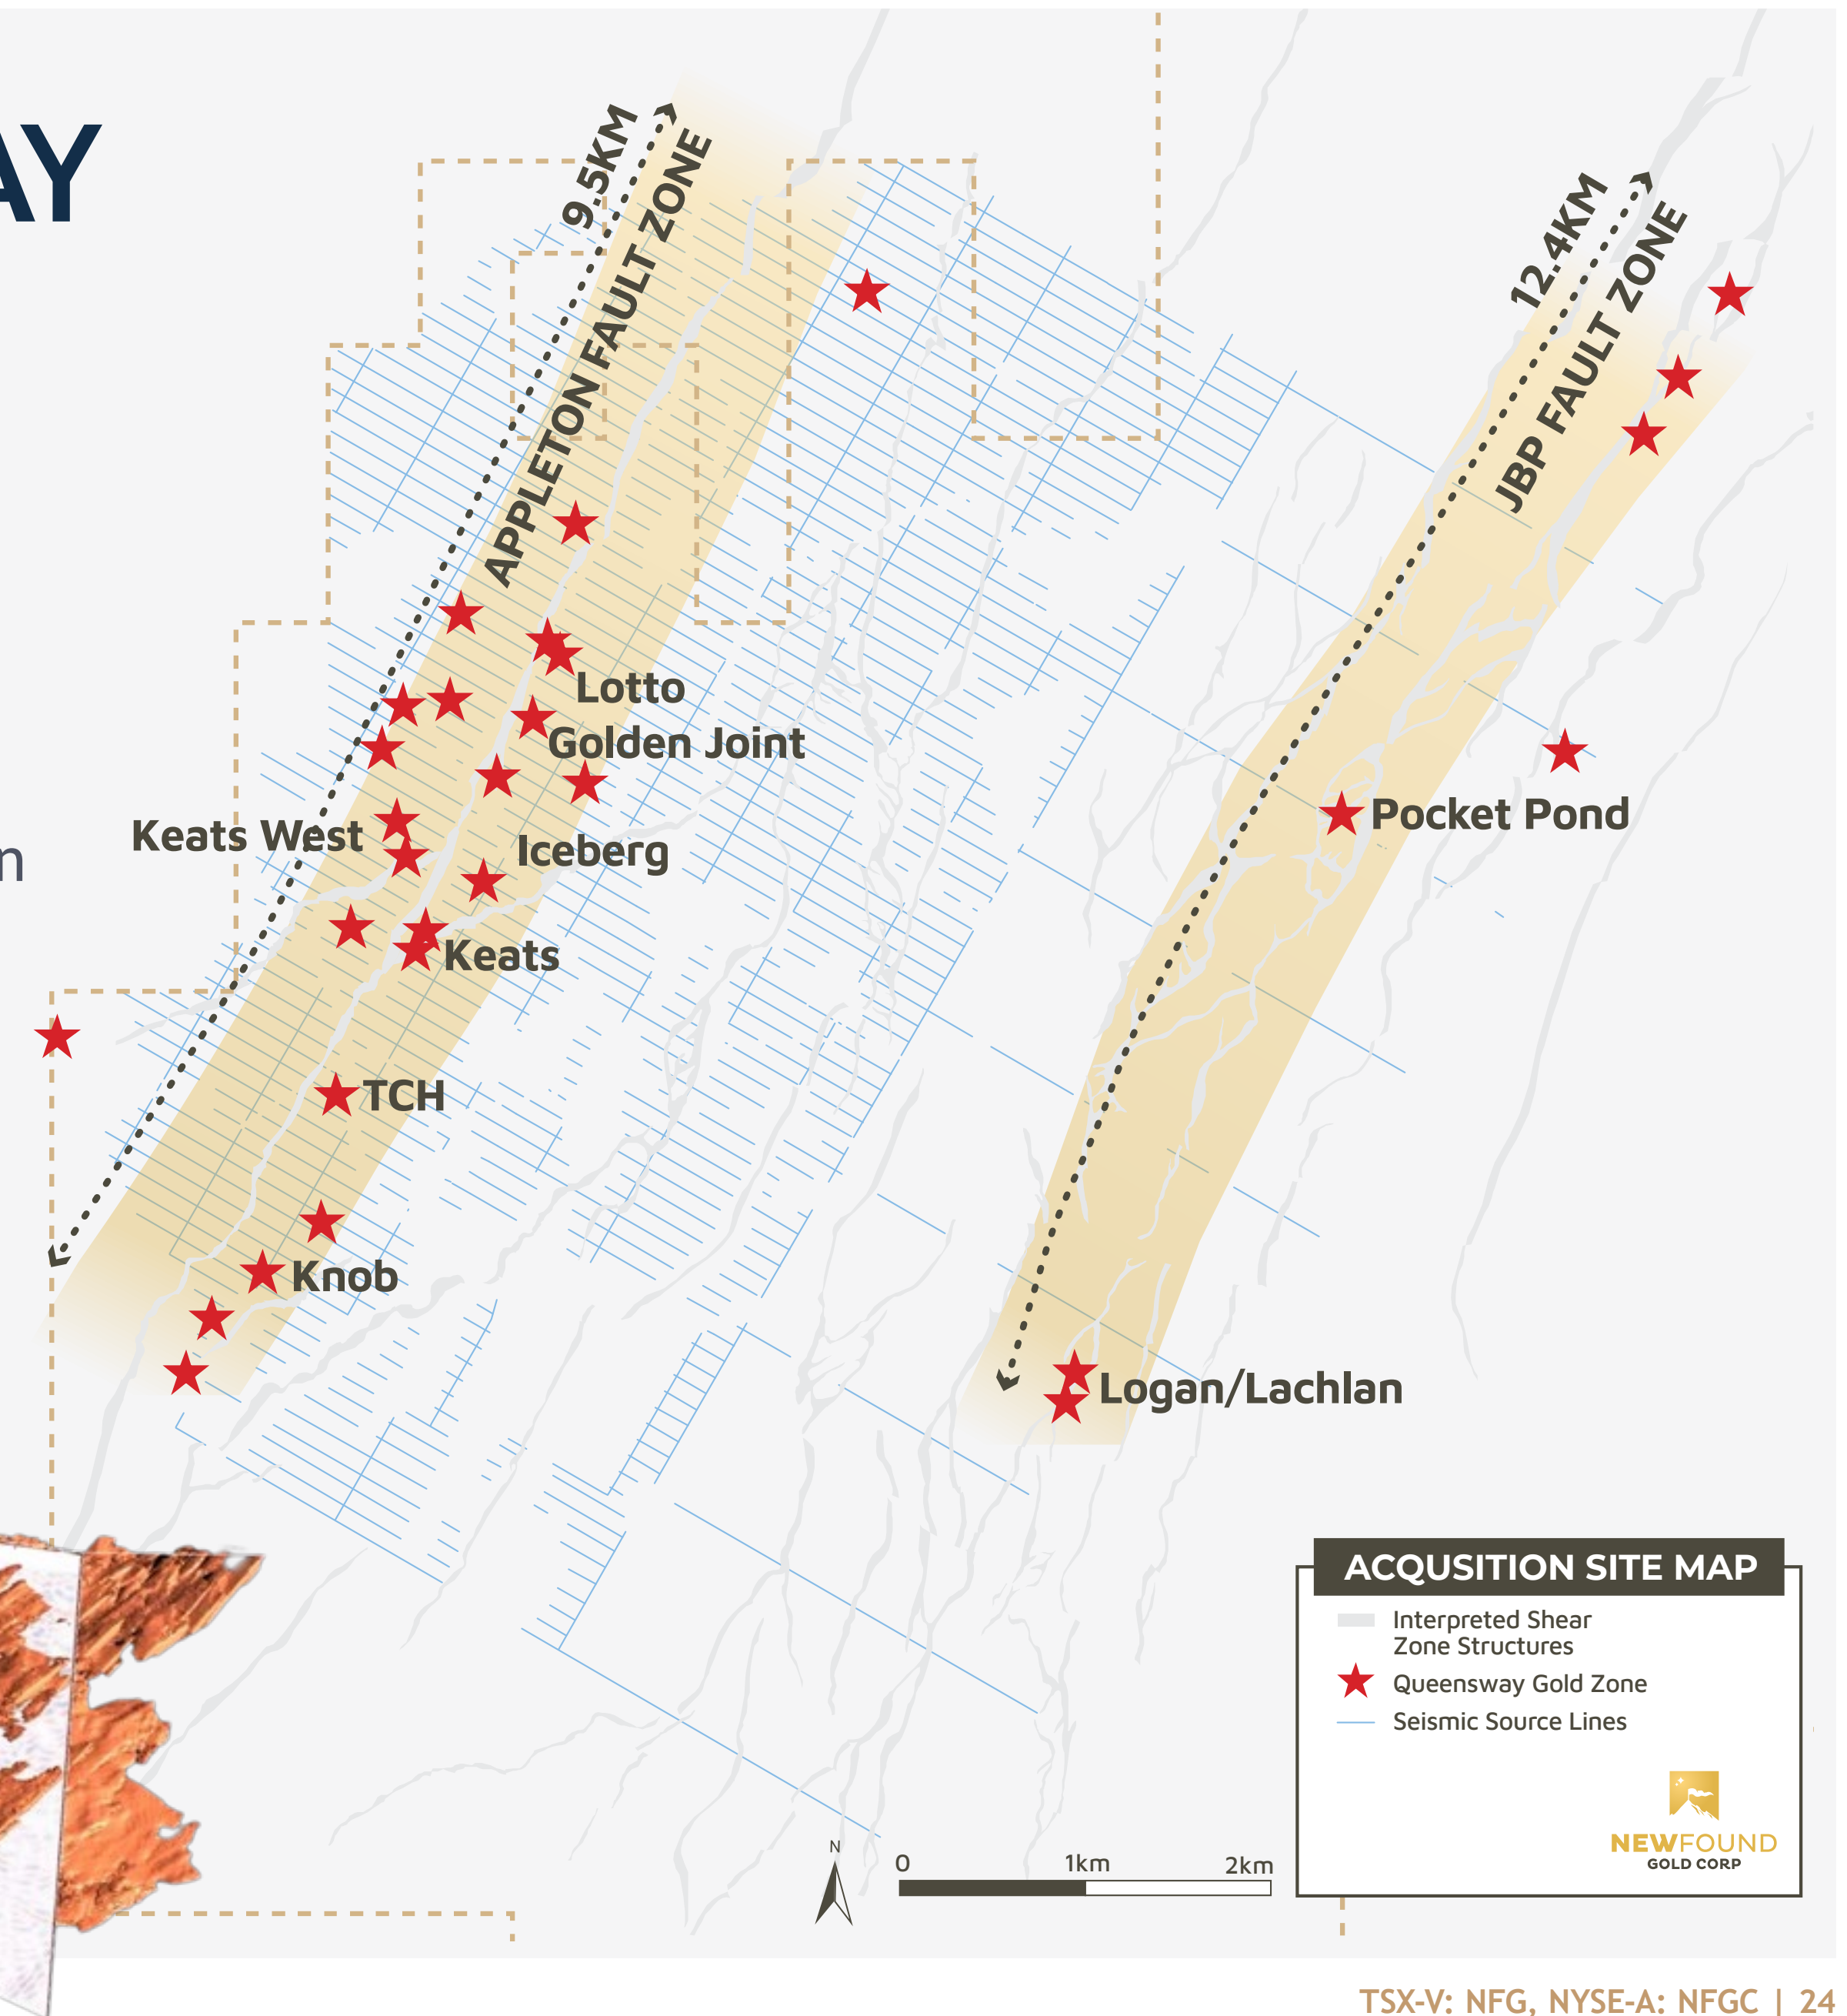 AY
n
9.5KM
APPLETON FAULT ZONE
12.4KM
JBP FAULT ZONE
Lotto
Golden Joint
Keats West
Iceberg
Pocket Pond
Keats
TCH
Knob
Logan/Lachlan
ACQUSITION SITE MAP
Interpreted Shear
Zone Structures
Queensway Gold Zone
Seismic Source Lines
NEWFOUND
GOLD CORP
N
0 1km 2km
TSX-V: NFG, NYSE-A: NFGC | 24